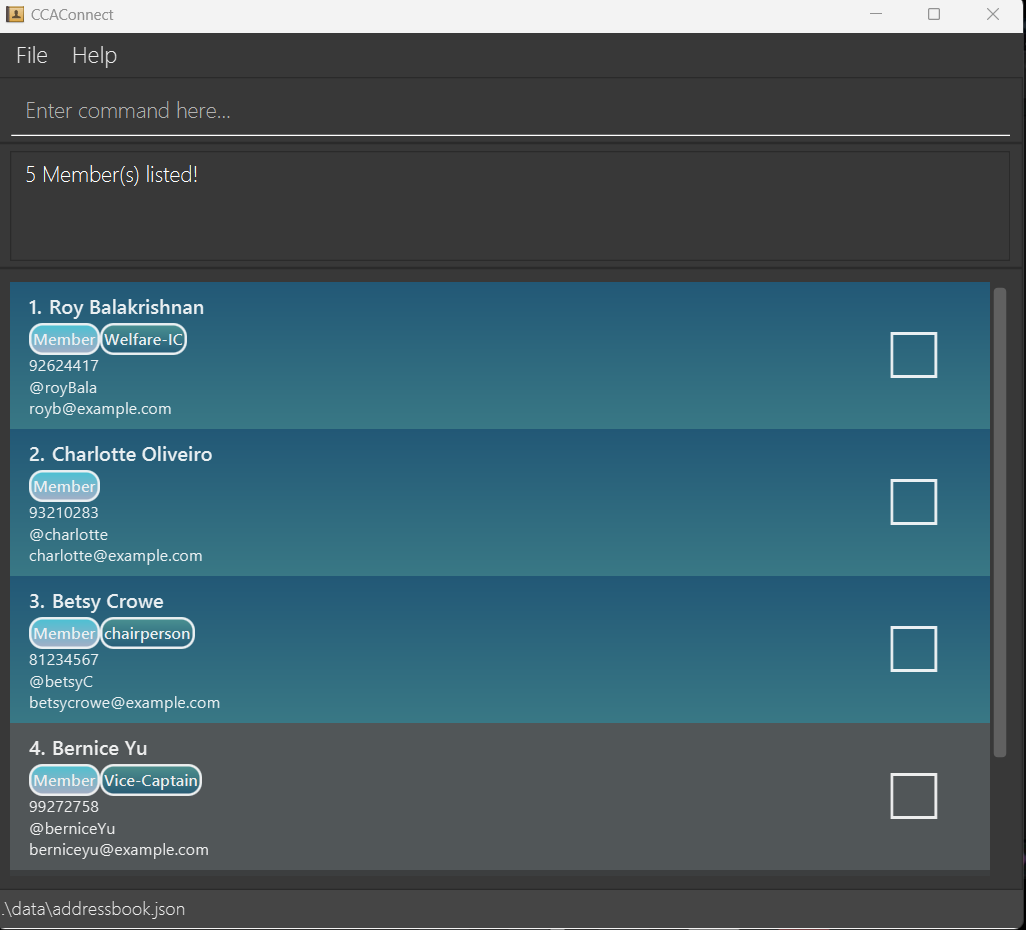 CCAConnect
File Help
Enter command here...
5 Member(s) listed!
1. Roy Balakrishnan
Member Welfare-IC
92624417
@royBala
royb@example.com
2. Charlotte Oliveiro
Member
93210283
@charlotte
charlotte@example.com
3. Betsy Crowe
Member chairperson
81234567
@betsyC
betsycrowe@example.com
4. Bernice Yu
Member Vice-Captain
99272758
@berniceYu
berniceyu@example.com
.\data\addressbook.json